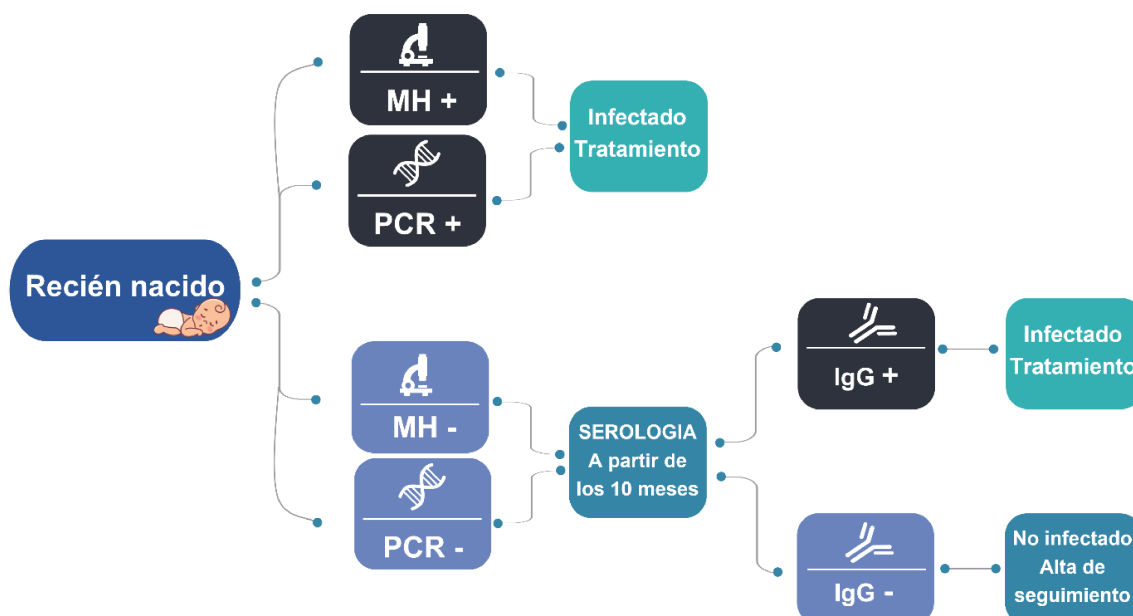 Recién nacido
MH +
PCR +
Infectado
Tratamiento
MH -
PCR -
SEROLOGIA
A partir de
los 10 meses
IgG +
Infectado
Tratamiento
IgG -
No infectado
Alta de
seguimiento